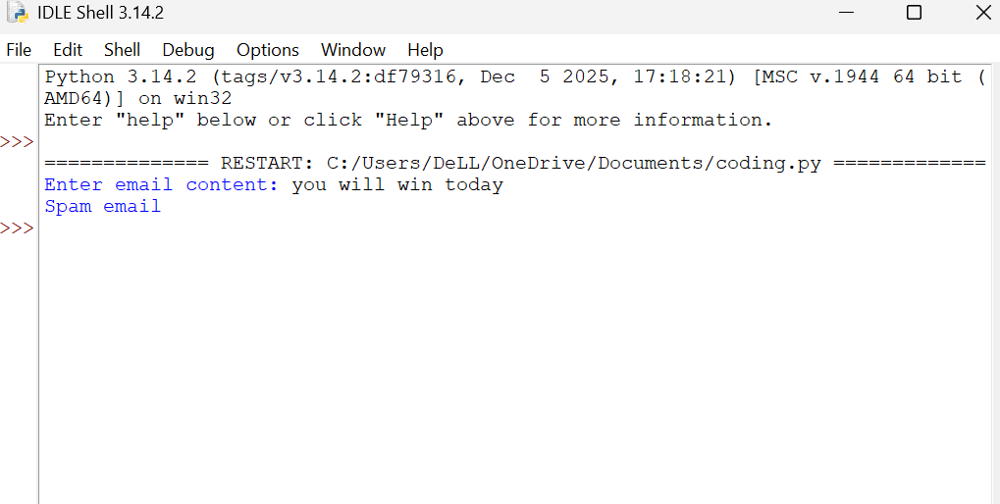 IDLE Shell 3.14.2
File Edit Shell Debug Options Window Help
Python 3.14.2 (tags/v3.14.2:df79316, Dec  5 2025, 17:18:21) [MSC v.1944 64 bit (
AMD64)] on win32
Enter "help" below or click "Help" above for more information.
>>>
============== RESTART: C:/Users/DeLL/OneDrive/Documents/coding.py =============
Enter email content: you will win today
Spam email
>>>